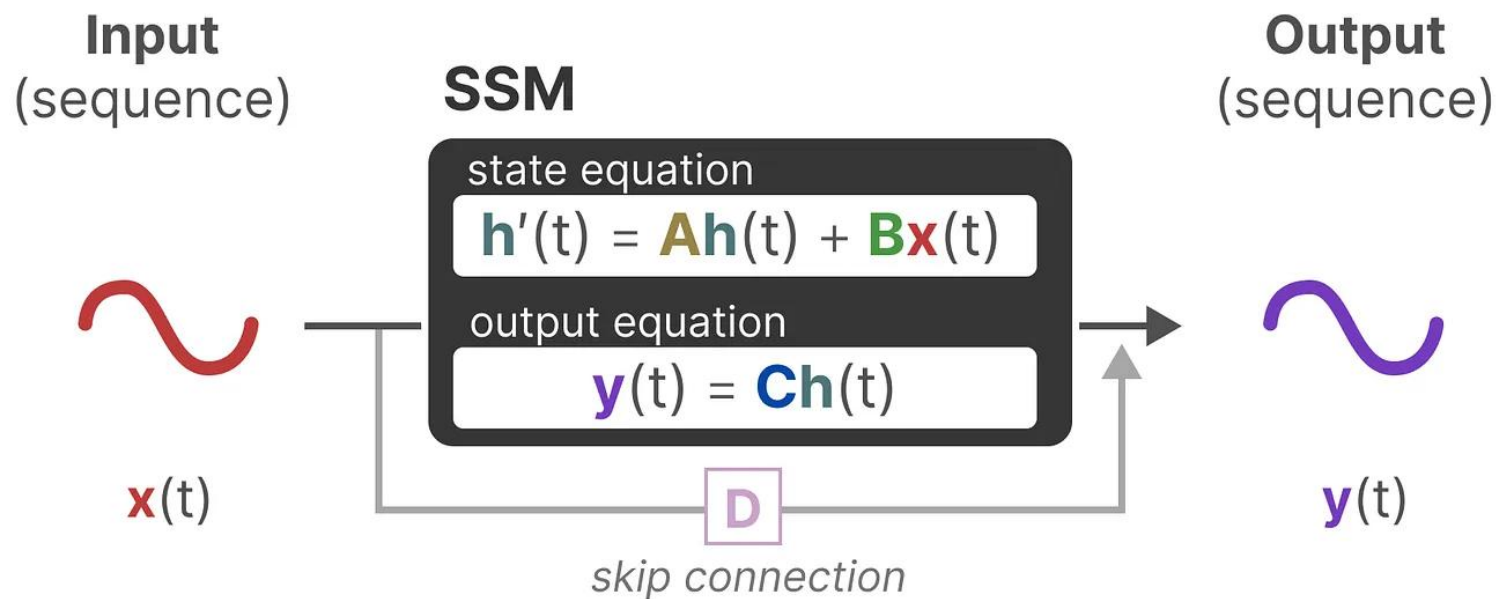 Input
(sequence)
SSM
Output
(sequence)
state equation
h′(t) = Ah(t) + Bx(t)
output equation
y(t) = Ch(t)
x(t)
D
y(t)
skip connection